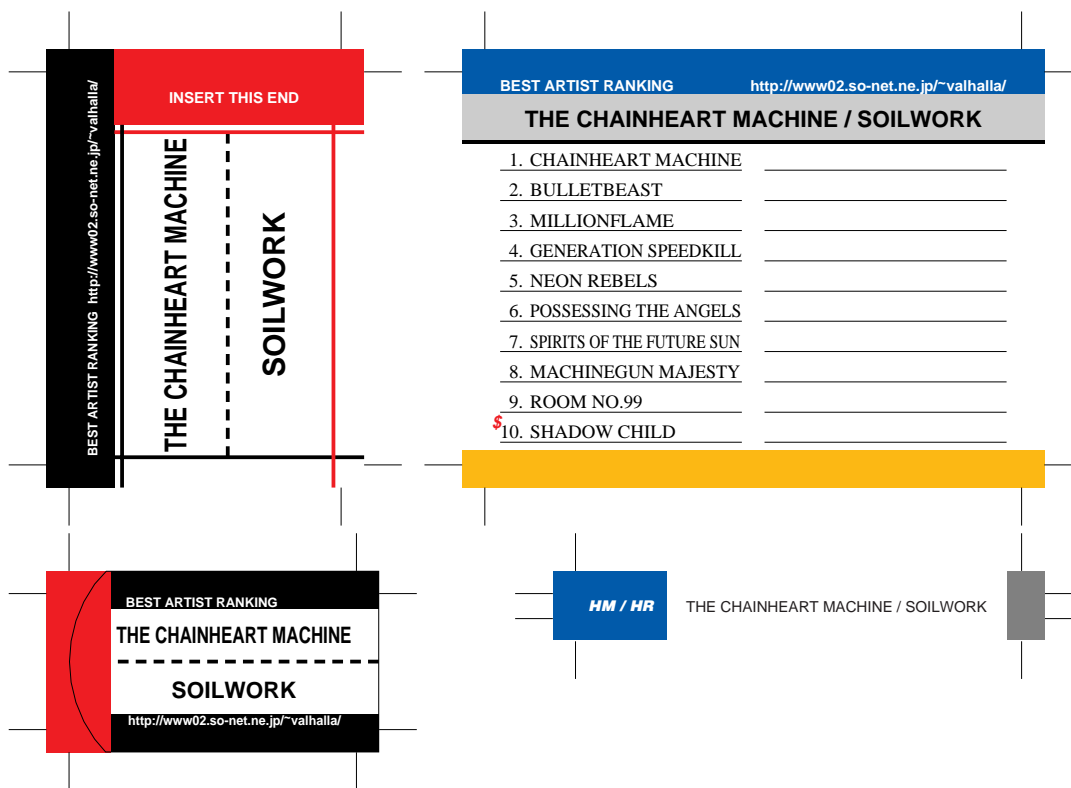 INSERT THIS END
BEST ARTIST RANKING http://www02.so-net.ne.jp/~valhalla/
THE CHAINHEART MACHINE
SOILWORK
BEST ARTIST RANKING http://www02.so-net.ne.jp/~valhalla/
THE CHAINHEART MACHINE / SOILWORK
1. CHAINHEART MACHINE
2. BULLETBEAST
3. MILLIONFLAME
4. GENERATION SPEEDKILL
5. NEON REBELS
6. POSSESSING THE ANGELS
7. SPIRITS OF THE FUTURE SUN
8. MACHINEGUN MAJESTY
9. ROOM NO.99
$
10. SHADOW CHILD
BEST ARTIST RANKING
THE CHAINHEART MACHINE
SOILWORK
http://www02.so-net.ne.jp/~valhalla/
HM / HR
THE CHAINHEART MACHINE / SOILWORK